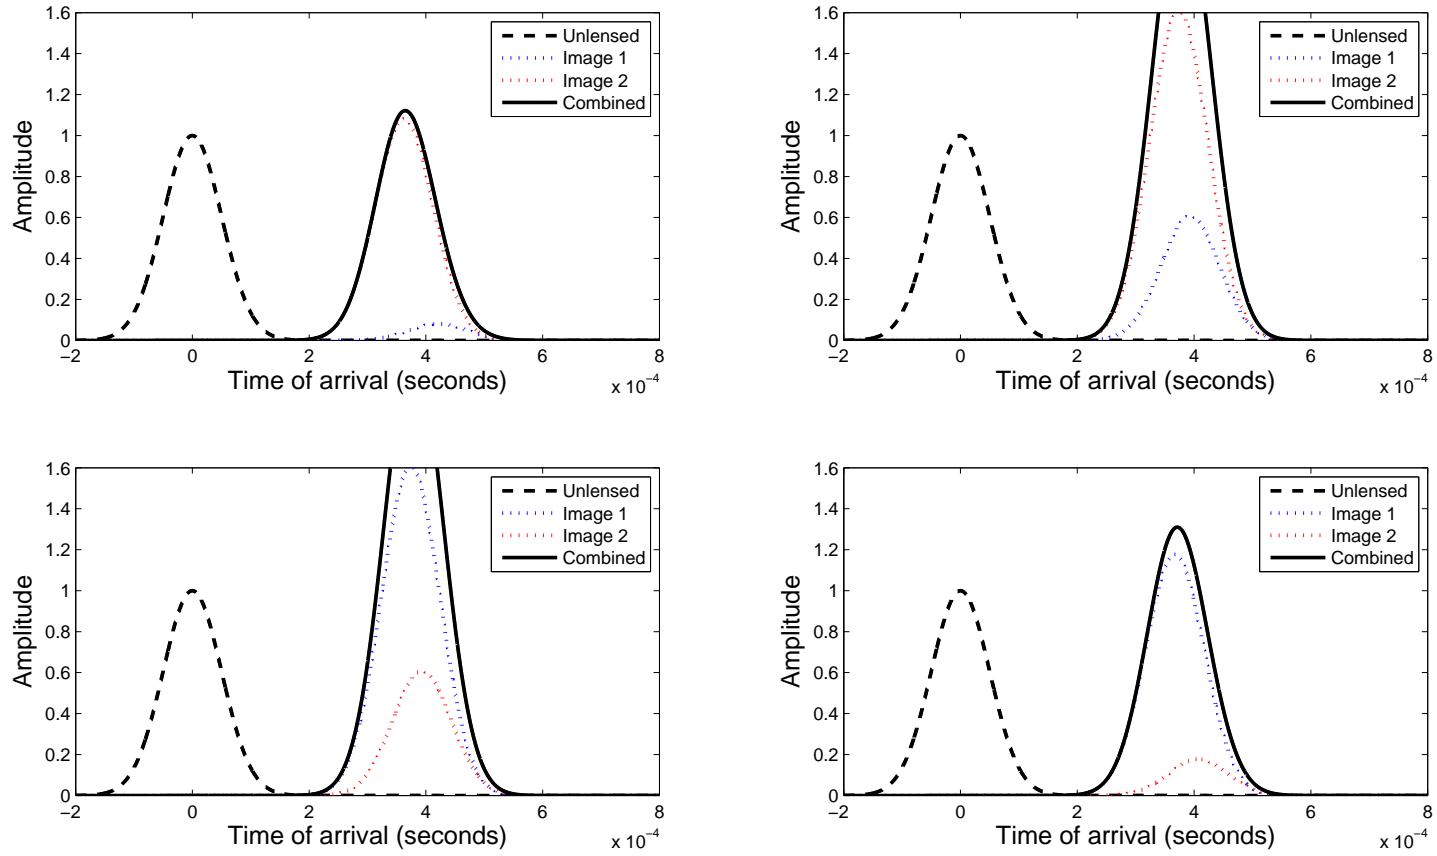 1.6
1.4
1.2
1
0.8
0.6
0.4
0.2
0
Amplitude
−2
0
2
4
6
8
Time of arrival (seconds)
x 10−4
Unlensed
Image 1
Image 2
Combined
1.6
1.4
1.2
1
0.8
0.6
0.4
0.2
0
Amplitude
−2
0
2
4
6
8
Time of arrival (seconds)
x 10−4
Unlensed
Image 1
Image 2
Combined
1.6
1.4
1.2
1
0.8
0.6
0.4
0.2
0
Amplitude
−2
0
2
4
6
8
Time of arrival (seconds)
x 10−4
Unlensed
Image 1
Image 2
Combined
1.6
1.4
1.2
1
0.8
0.6
0.4
0.2
0
Amplitude
−2
0
2
4
6
8
Time of arrival (seconds)
x 10−4
Unlensed
Image 1
Image 2
Combined